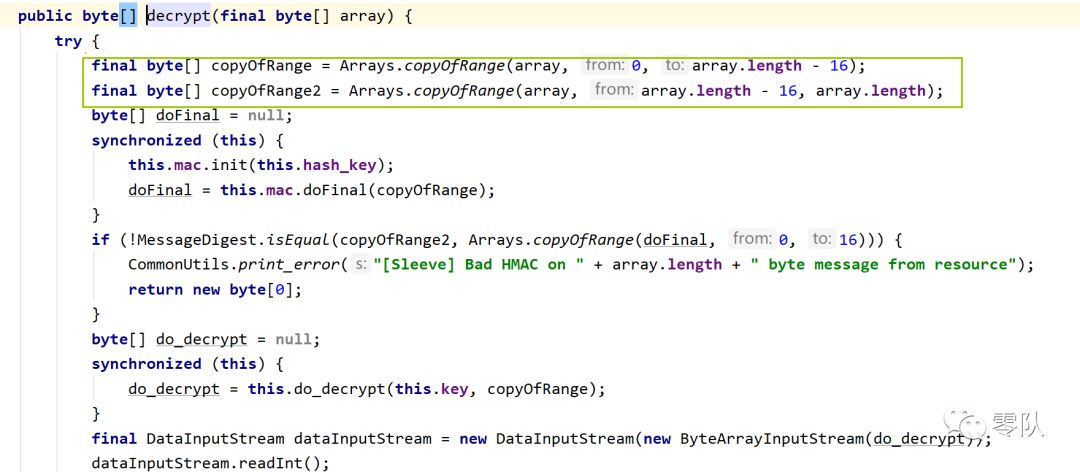 public byte[] decrypt(final byte[] array) {
try {
final byte[] copyOfRange = Arrays.copyOfRange(array, from: 0, to: array.length - 16);
final byte[] copyOfRange2 = Arrays.copyOfRange(array, from: array.length - 16, array.length);
byte[] doFinal = null;
synchronized (this) {
this.mac.init(this.hash_key);
doFinal = this.mac.doFinal(copyOfRange);
}
if (!MessageDigest.isEqual(copyOfRange2, Arrays.copyOfRange(doFinal, from: 0, to: 16))) {
CommonUtils.print_error( s: "[Sleeve] Bad HMAC on " + array.length + " byte message from resource");
return new byte[0];
}
byte[] do_decrypt = null;
synchronized (this) {
do_decrypt = this.do_decrypt(this.key, copyOfRange);
}
final DataInputStream dataInputStream = new DataInputStream(new ByteArrayInputStream(do_decrypt));
dataInputStream.readInt();
零队